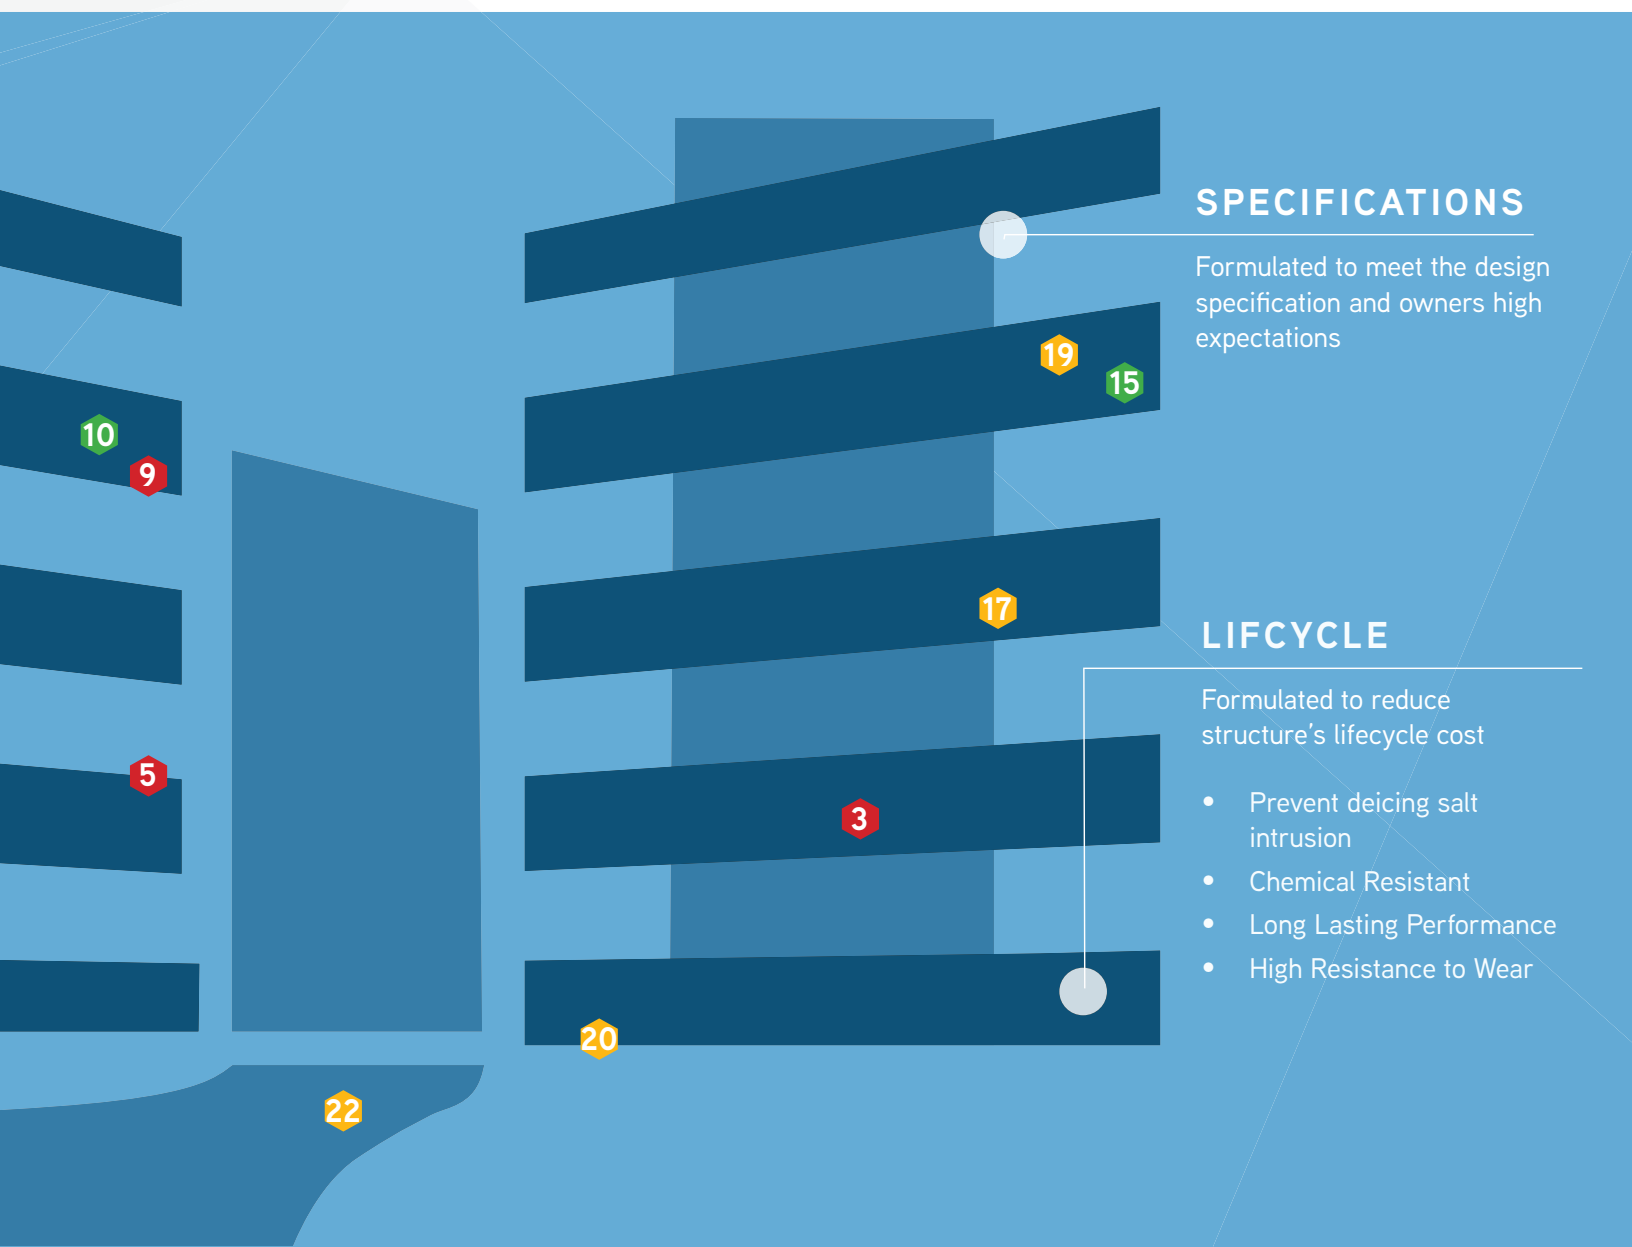 SPECIFICATIONS
Formulated to meet the design
specification and owners high
expectations
19
15
10
9
17
LIFCYCLE
Formulated to reduce
structure’s lifecycle cost
5
3
• Prevent deicing salt
intrusion
• Chemical Resistant
• Long Lasting Performance
• High Resistance to Wear
20
22